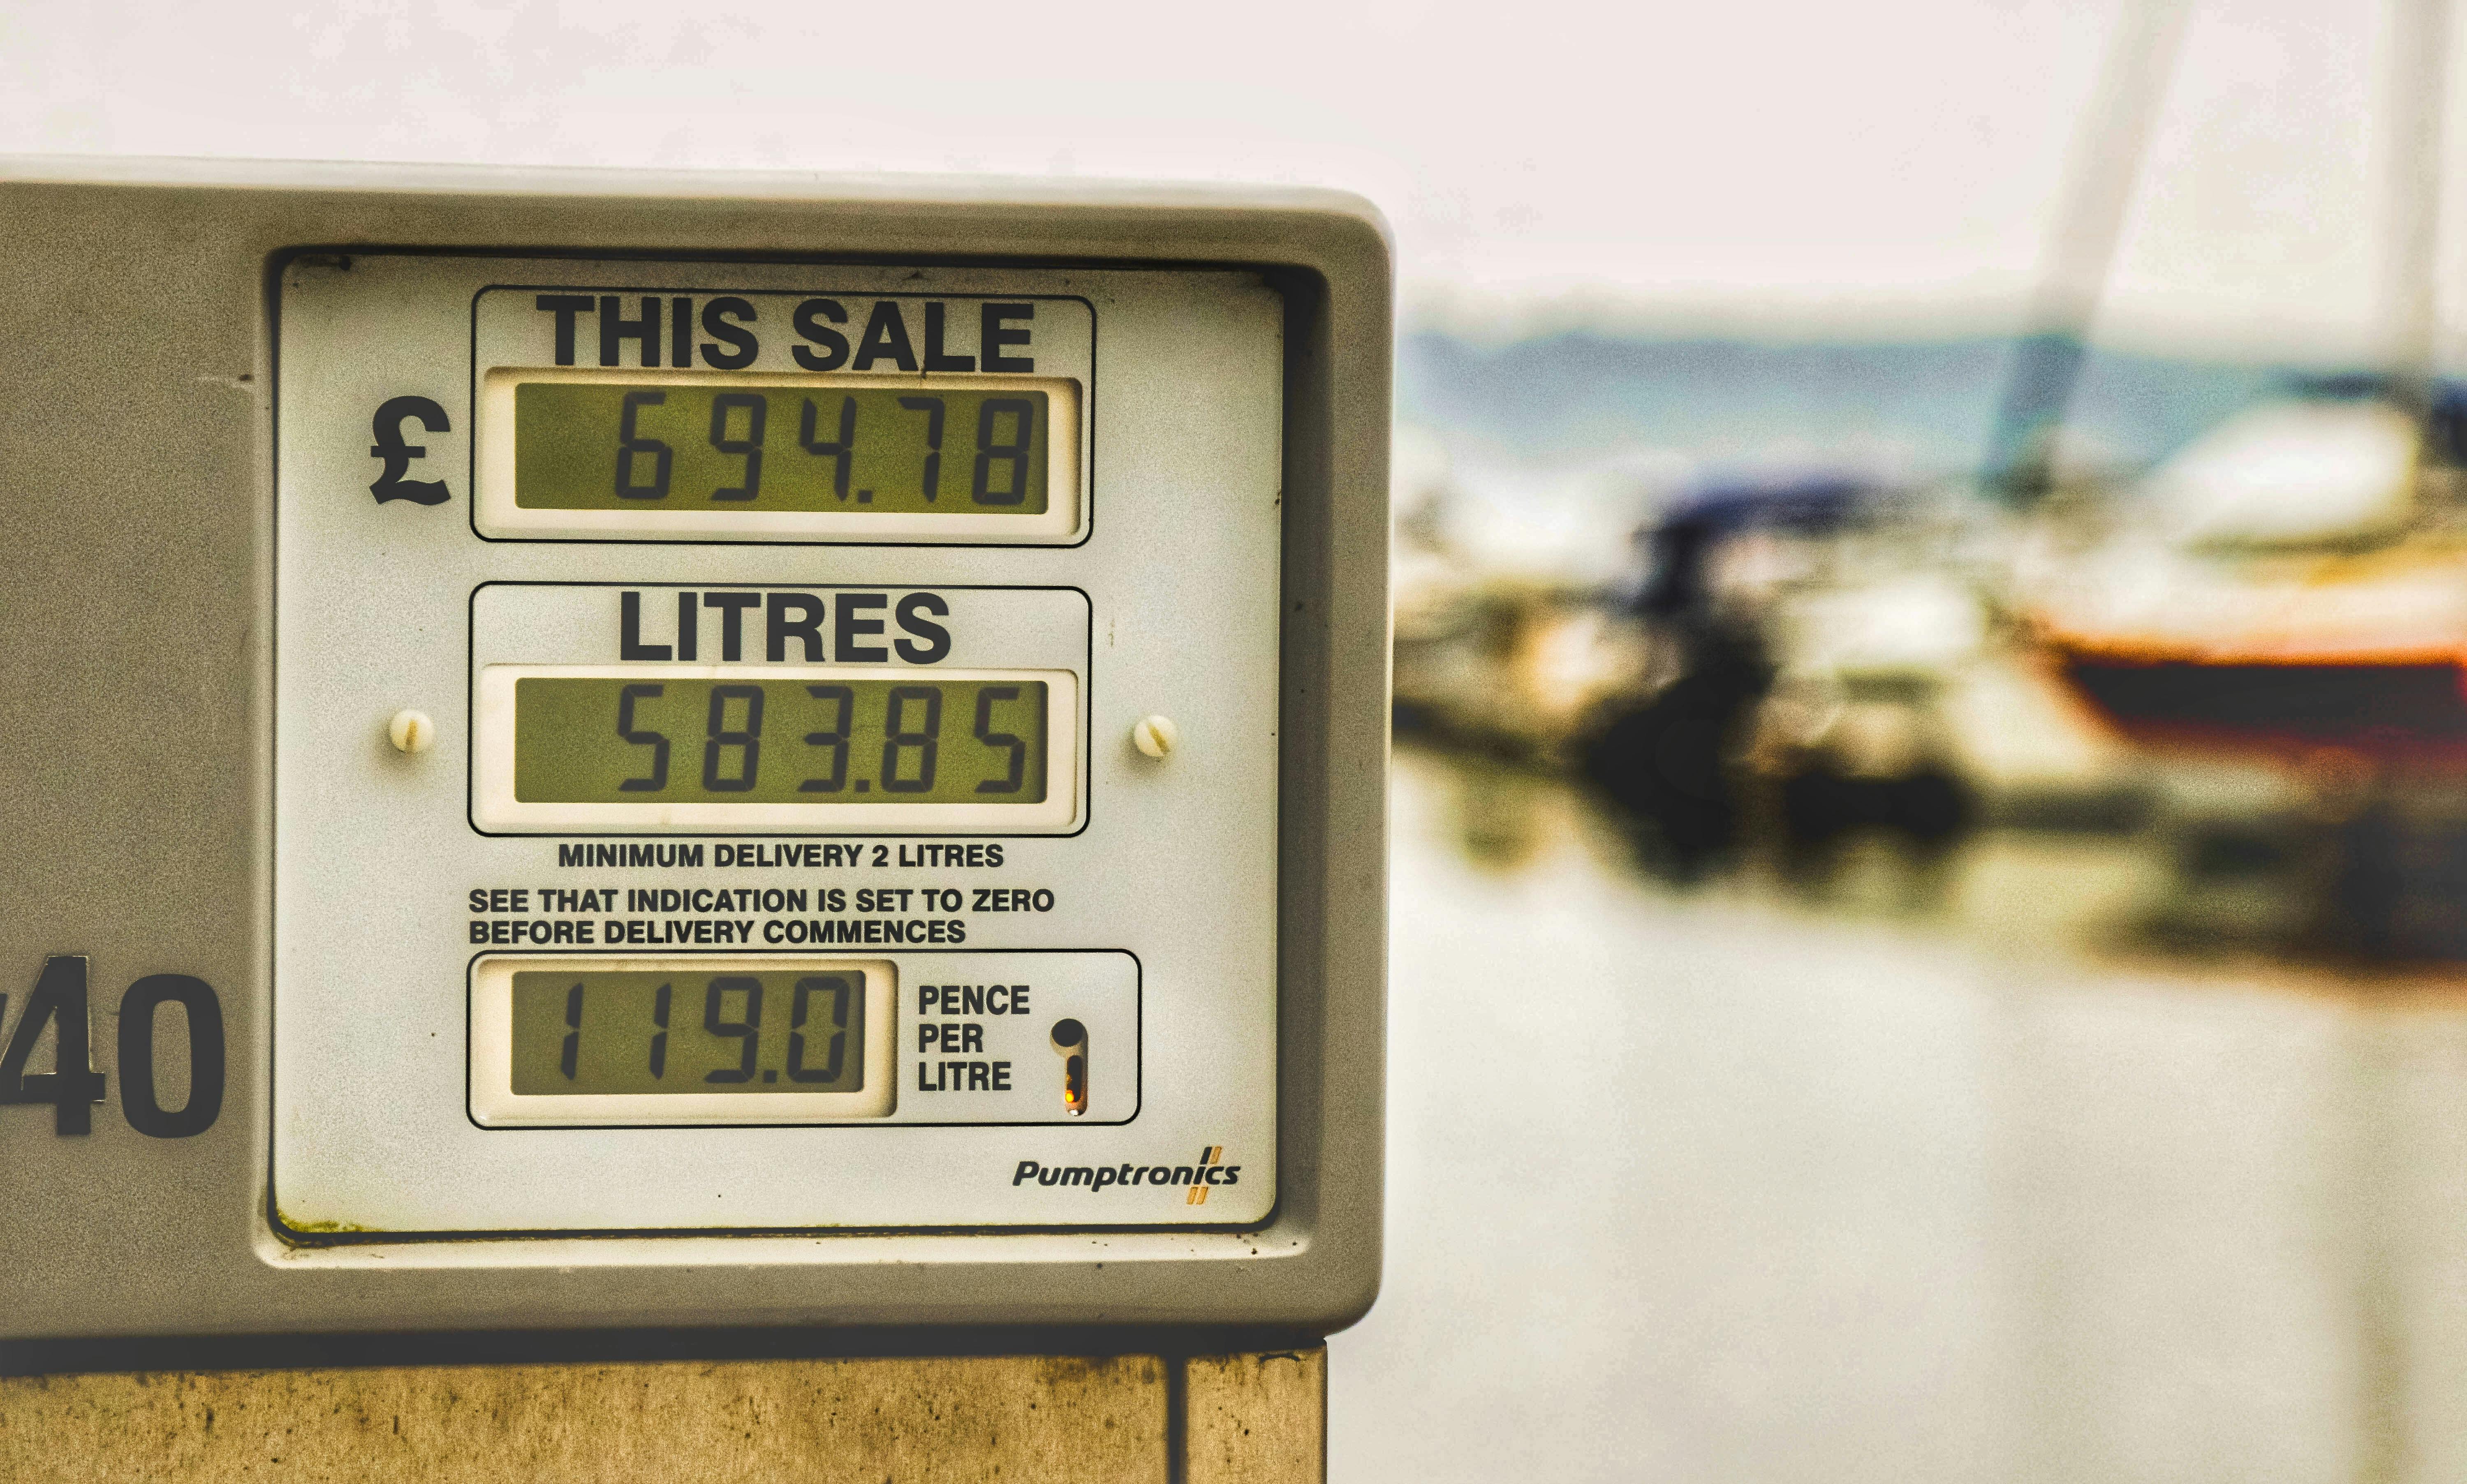 THIS SALE
£ 694.78
LITRES
583.85
MINIMUM DELIVERY 2 LITRES
SEE THAT INDICATION IS SET TO ZERO
BEFORE DELIVERY COMMENCES
119.0 PENCE
PER
LITRE
40
Pumptronics